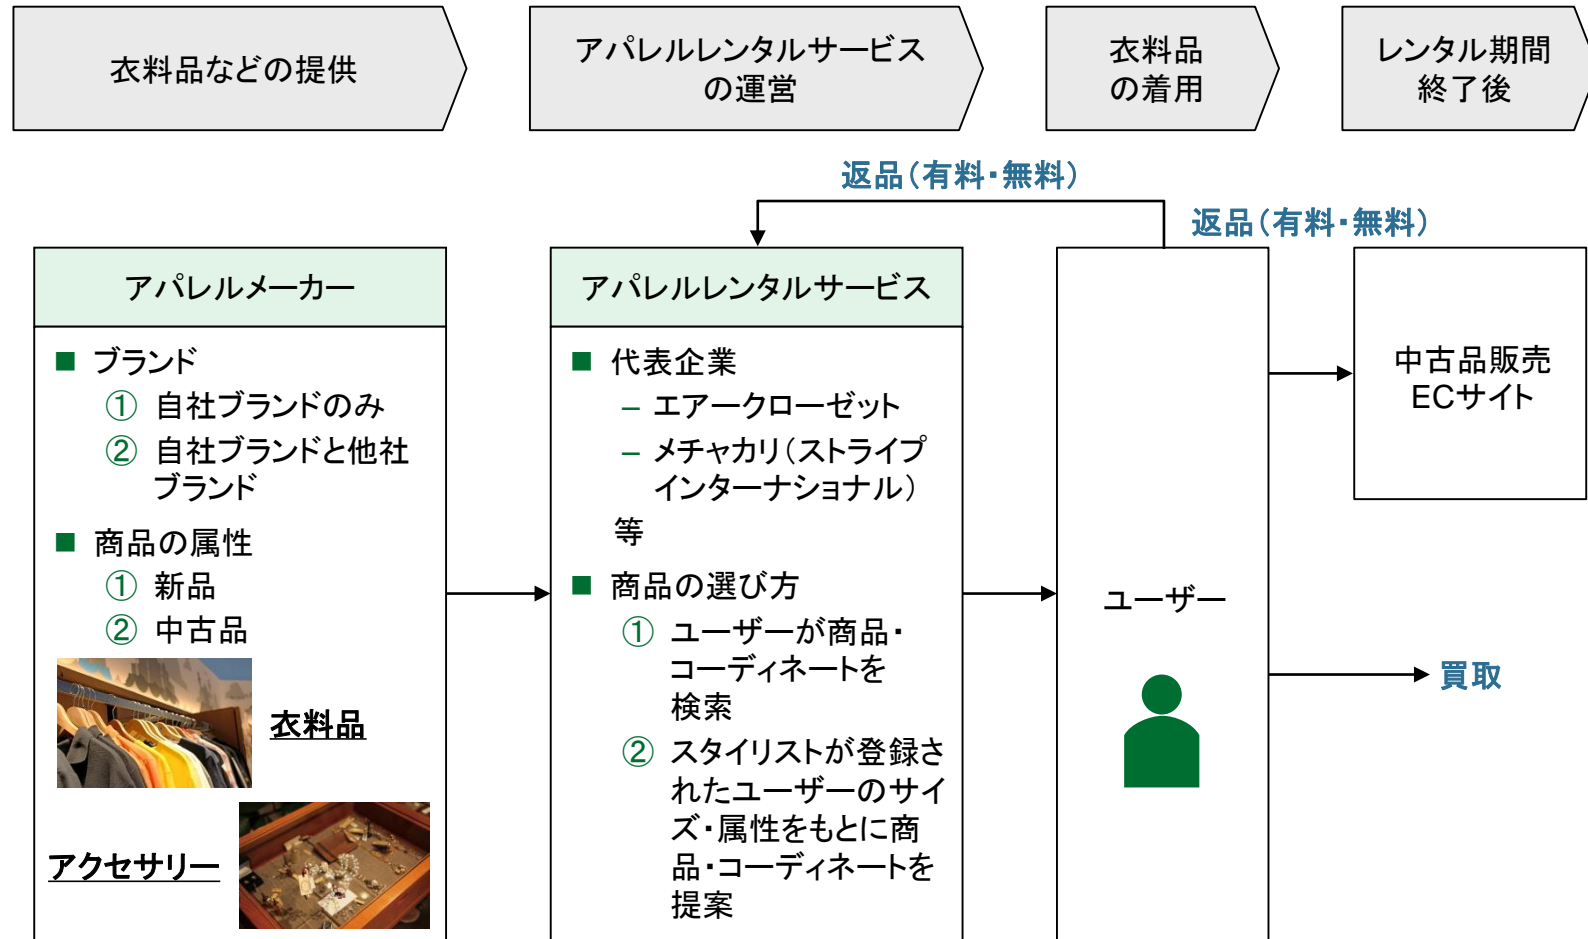 衣料品などの提供
アパレルレンタルサービス
の運営
衣料品
の着用
レンタル期間
終了後
返品（有料・無料）
返品（有料・無料）
アパレルメーカー
■ ブランド
① 自社ブランドのみ
② 自社ブランドと他社
ブランド
■ 商品の属性
① 新品
② 中古品
衣料品
アクセサリー
アパレルレンタルサービス
■ 代表企業
– エアークローゼット
– メチャカリ（ストライプ
インターナショナル）
等
■ 商品の選び方
① ユーザーが商品・
コーディネートを
検索
② スタイリストが登録さ
れたユーザーのサイ
ズ・属性をもとに商
品・コーディネートを
提案
ユーザー
中古品販売
ECサイト
買取